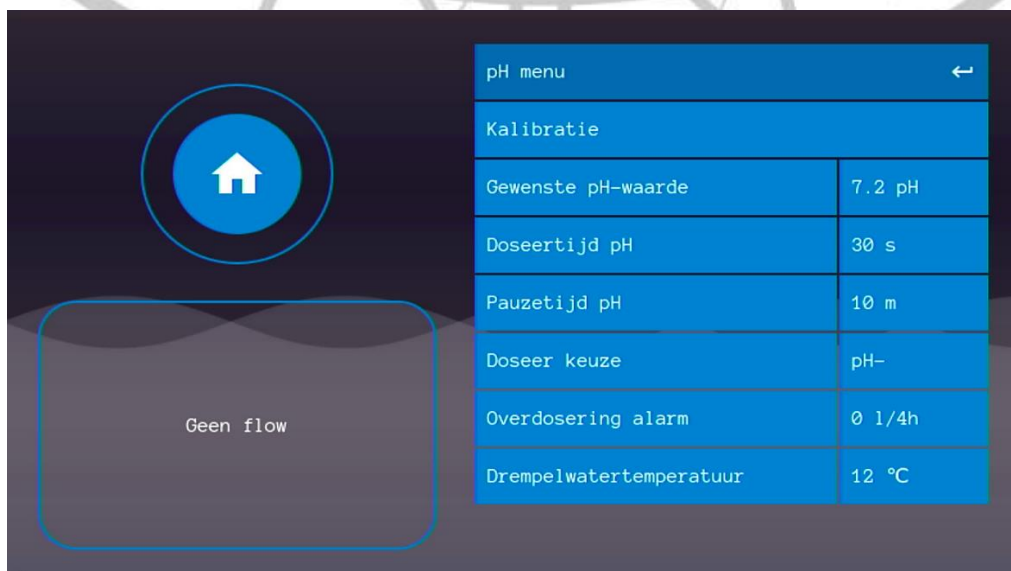 pH menu
Kalibratie
Gewenste pH-waarde 7.2 pH
Doseertijd pH 30 s
Pauzetijd pH 10 m
Doseer keuze pH-
Overdosering alarm 0 l/4h
Drempelwatertemperatuur 12 °C
Geen flow